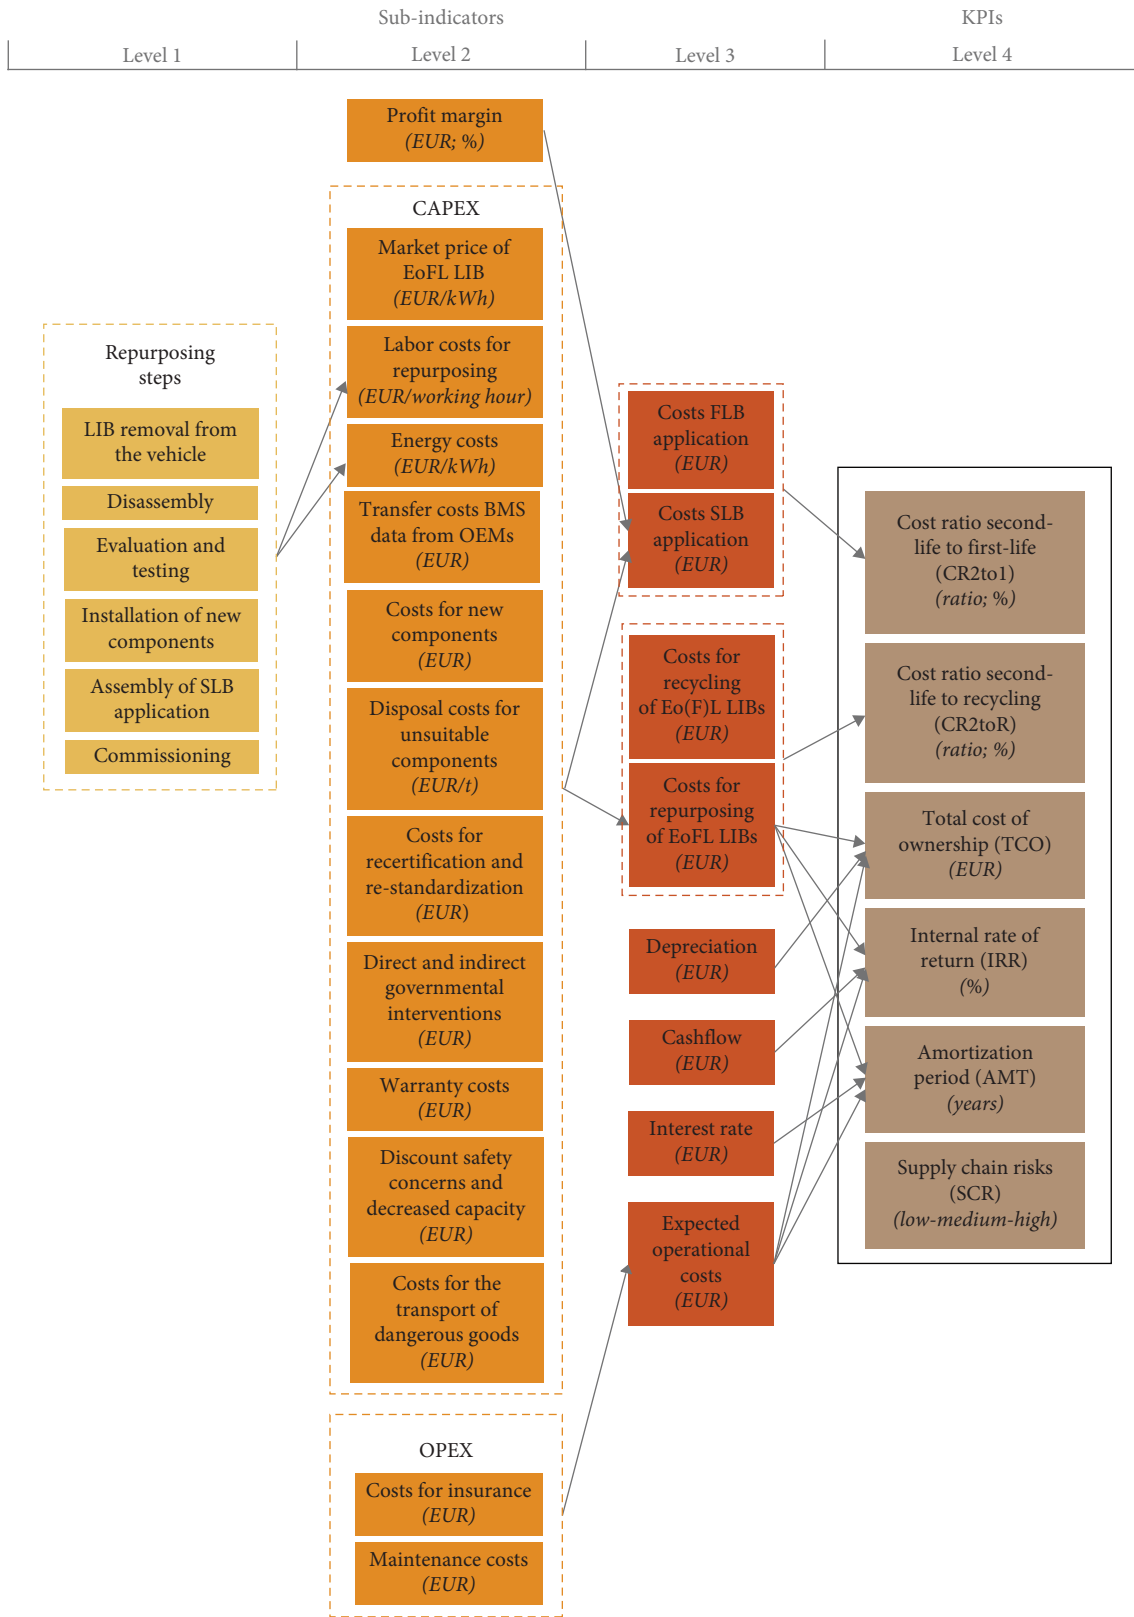 Sub-indicators
KPIs
Level 1
Level 2
Level 3
Level 4
Repurposing
steps
LIB removal from
the vehicle
Disassembly
Evaluation and
testing
Installation of new
components
Assembly of SLB
application
Commissioning
Profit margin
(EUR; %)
CAPEX
Market price of
EoFL LIB
(EUR/kWh)
Labor costs for
repurposing
(EUR/working hour)
Energy costs
(EUR/kWh)
Transfer costs BMS
data from OEMs
(EUR)
Costs for new
components
(EUR)
Disposal costs for
unsuitable
components
(EUR/t)
Costs for
recertification and
re-standardization
(EUR)
Direct and indirect
governmental
interventions
(EUR)
Warranty costs
(EUR)
Discount safety
concerns and
decreased capacity
(EUR)
Costs for the
transport of
dangerous goods
(EUR)
OPEX
Costs for insurance
(EUR)
Maintenance costs
(EUR)
Costs FLB
application
(EUR)
Costs SLB
application
(EUR)
Costs for
recycling
of Eo(F)L LIBs
(EUR)
Costs for
repurposing
of EoFL LIBs
(EUR)
Depreciation
(EUR)
Cashflow
(EUR)
Interest rate
(EUR)
Expected
operational
costs
(EUR)
Cost ratio second-
life to first-life
(CR2to1)
(ratio; %)
Cost ratio second-
life to recycling
(CR2toR)
(ratio; %)
Total cost of
ownership (TCO)
(EUR)
Internal rate of
return (IRR)
(%)
Amortization
period (AMT)
(years)
Supply chain risks
(SCR)
(low-medium-high)